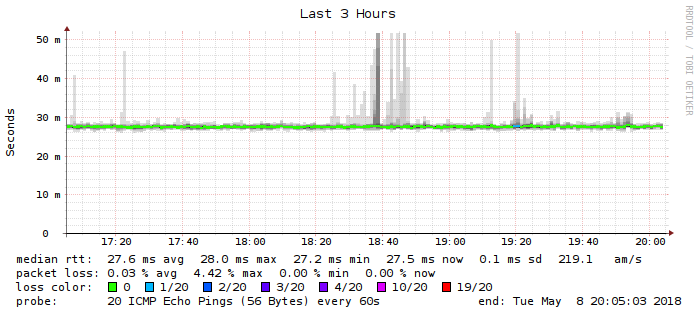 Last 3 Hours
RRDTOOL / TOBI OETIKER
Seconds
50 m
40 m
30 m
20 m
10 m
0
17:20 17:40 18:00 18:20 18:40 19:00 19:20 19:40 20:00
median rtt: 27.6 ms avg 28.0 ms max 27.2 ms min 27.5 ms now 0.1 ms sd 219.1 am/s
packet loss: 0.03 % avg 4.42 % max 0.00 % min 0.00 % now
loss color: 0 1/20 2/20 3/20 4/20 10/20 19/20
probe: 20 ICMP Echo Pings (56 Bytes) every 60s end: Tue May 8 20:05:03 2018